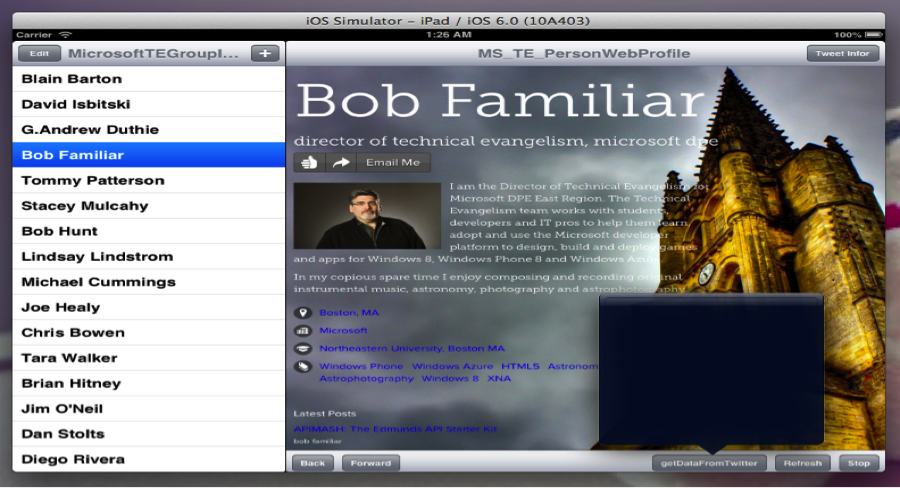 iOS Simulator – iPad / iOS 6.0 (10A403)
Carrier 1:26 AM 100%
Edit MicrosoftTEGroupI... + MS_TE_PersonWebProfile Tweet Infor
Blain Barton
David Isbitski
G.Andrew Duthie
Bob Familiar
Tommy Patterson
Stacey Mulcahy
Bob Hunt
Lindsay Lindstrom
Michael Cummings
Joe Healy
Chris Bowen
Tara Walker
Brian Hitney
Jim O'Neil
Dan Stolts
Diego Rivera
Bob Familiar
director of technical evangelism, microsoft dpe
Email Me
I am the Director of Technical Evangelism for
Microsoft DPE East Region. The Technical
Evangelism team works with students,
developers and IT pros to help them learn,
adopt and use the Microsoft developer
platform to design, build and deploy games
and apps for Windows 8, Windows Phone 8 and Windows Azure.
In my copious spare time I enjoy composing and recording original
instrumental music, astronomy, photography and astrophotography.
Boston, MA
Microsoft
Northeastern University, Boston MA
Windows Phone Windows Azure HTML5 Astronom
Astrophotography Windows 8 XNA
Latest Posts
APIMASH: The Edmunds API Starter Kit
bob familiar
Back Forward getDataFromTwitter Refresh Stop